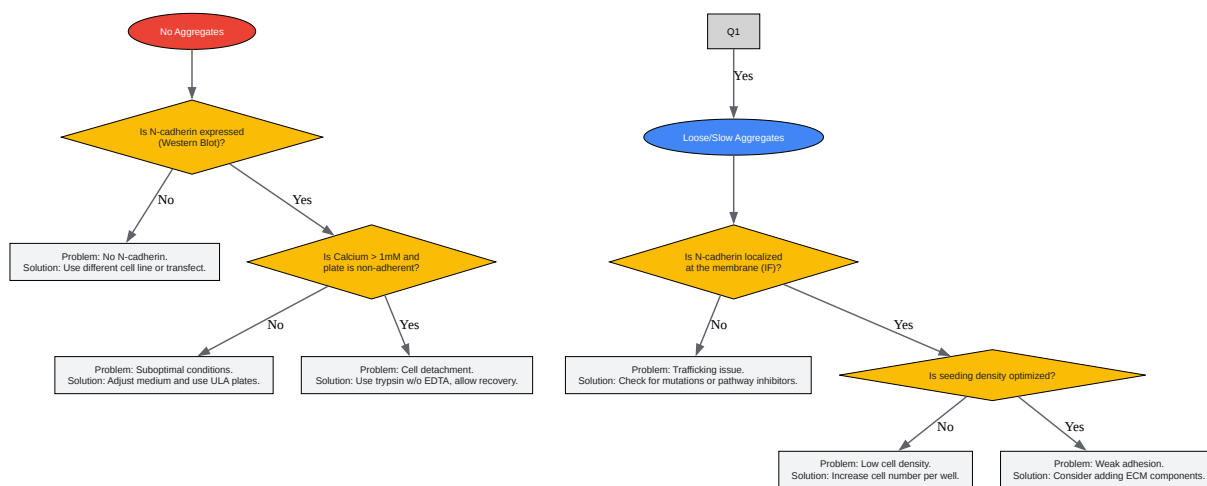 No Aggregates
Q1
Yes
Loose/Slow Aggregates
Is N-cadherin expressed
(Western Blot)?
No
Yes
Problem: No N-cadherin.
Solution: Use different cell line or transfect.
Is Calcium > 1mM and
plate is non-adherent?
Is N-cadherin localized
at the membrane (IF)?
No
Yes
No
Yes
Problem: Suboptimal conditions.
Solution: Adjust medium and use ULA plates.
Problem: Cell detachment.
Solution: Use trypsin w/o EDTA, allow recovery.
Problem: Trafficking issue.
Solution: Check for mutations or pathway inhibitors.
Is seeding density optimized?
No
Yes
Problem: Low cell density.
Solution: Increase cell number per well.
Problem: Weak adhesion.
Solution: Consider adding ECM components.